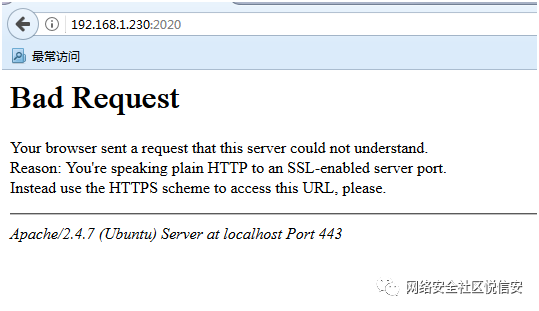 192.168.1.230:2020
最常访问
Bad Request
Your browser sent a request that this server could not understand.
Reason: You're speaking plain HTTP to an SSL-enabled server port.
Instead use the HTTPS scheme to access this URL, please.
Apache/2.4.7 (Ubuntu) Server at localhost Port 443
网络安全社区悦信安